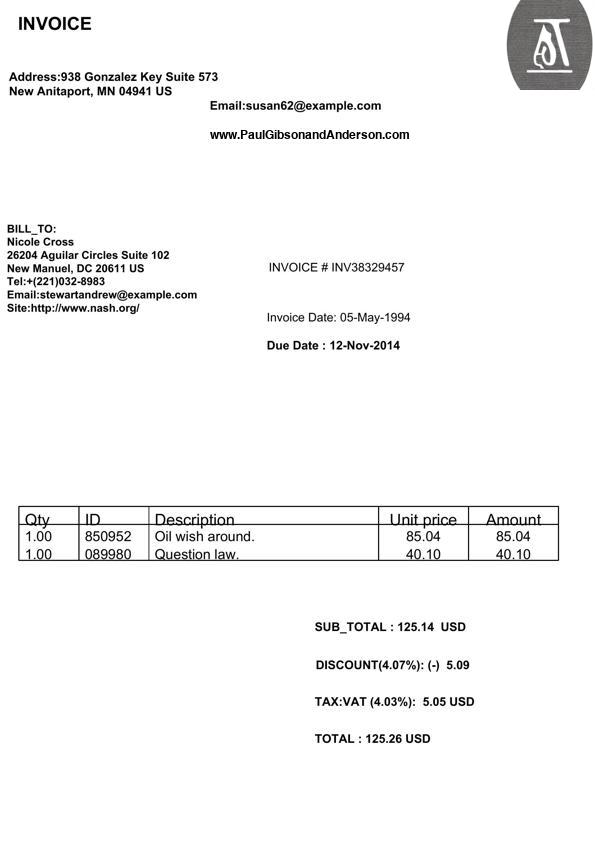 INVOICE
Address:938 Gonzalez Key Suite 573
New Anitaport, MN 04941 US
Email:susan62@example.com
www.PaulGibsonandAnderson.com
BILL_TO:
Nicole Cross
26204 Aguilar Circles Suite 102
New Manuel, DC 20611 US
Tel:+(221)032-8983
Email:stewartandrew@example.com
Site:http://www.nash.org/
INVOICE # INV38329457
Invoice Date: 05-May-1994
Due Date : 12-Nov-2014
Qty ID Description Unit price Amount
1.00 850952 Oil wish around. 85.04 85.04
1.00 089980 Question law. 40.10 40.10
SUB_TOTAL : 125.14 USD
DISCOUNT(4.07%): (-) 5.09
TAX:VAT (4.03%): 5.05 USD
TOTAL : 125.26 USD